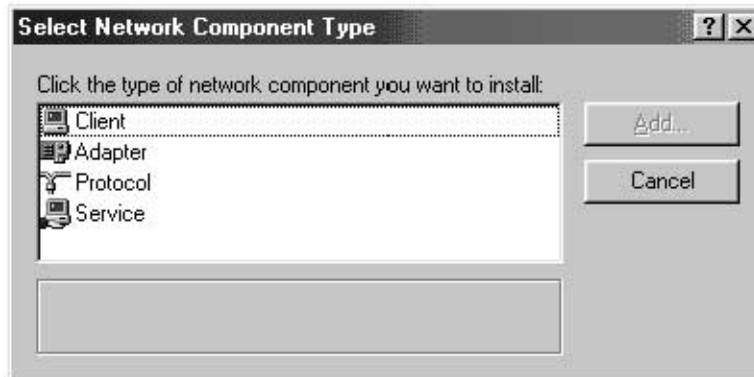 Select Network Component Type
Click the type of network component you want to install:
Client
Adapter
Protocol
Service
Add...
Cancel